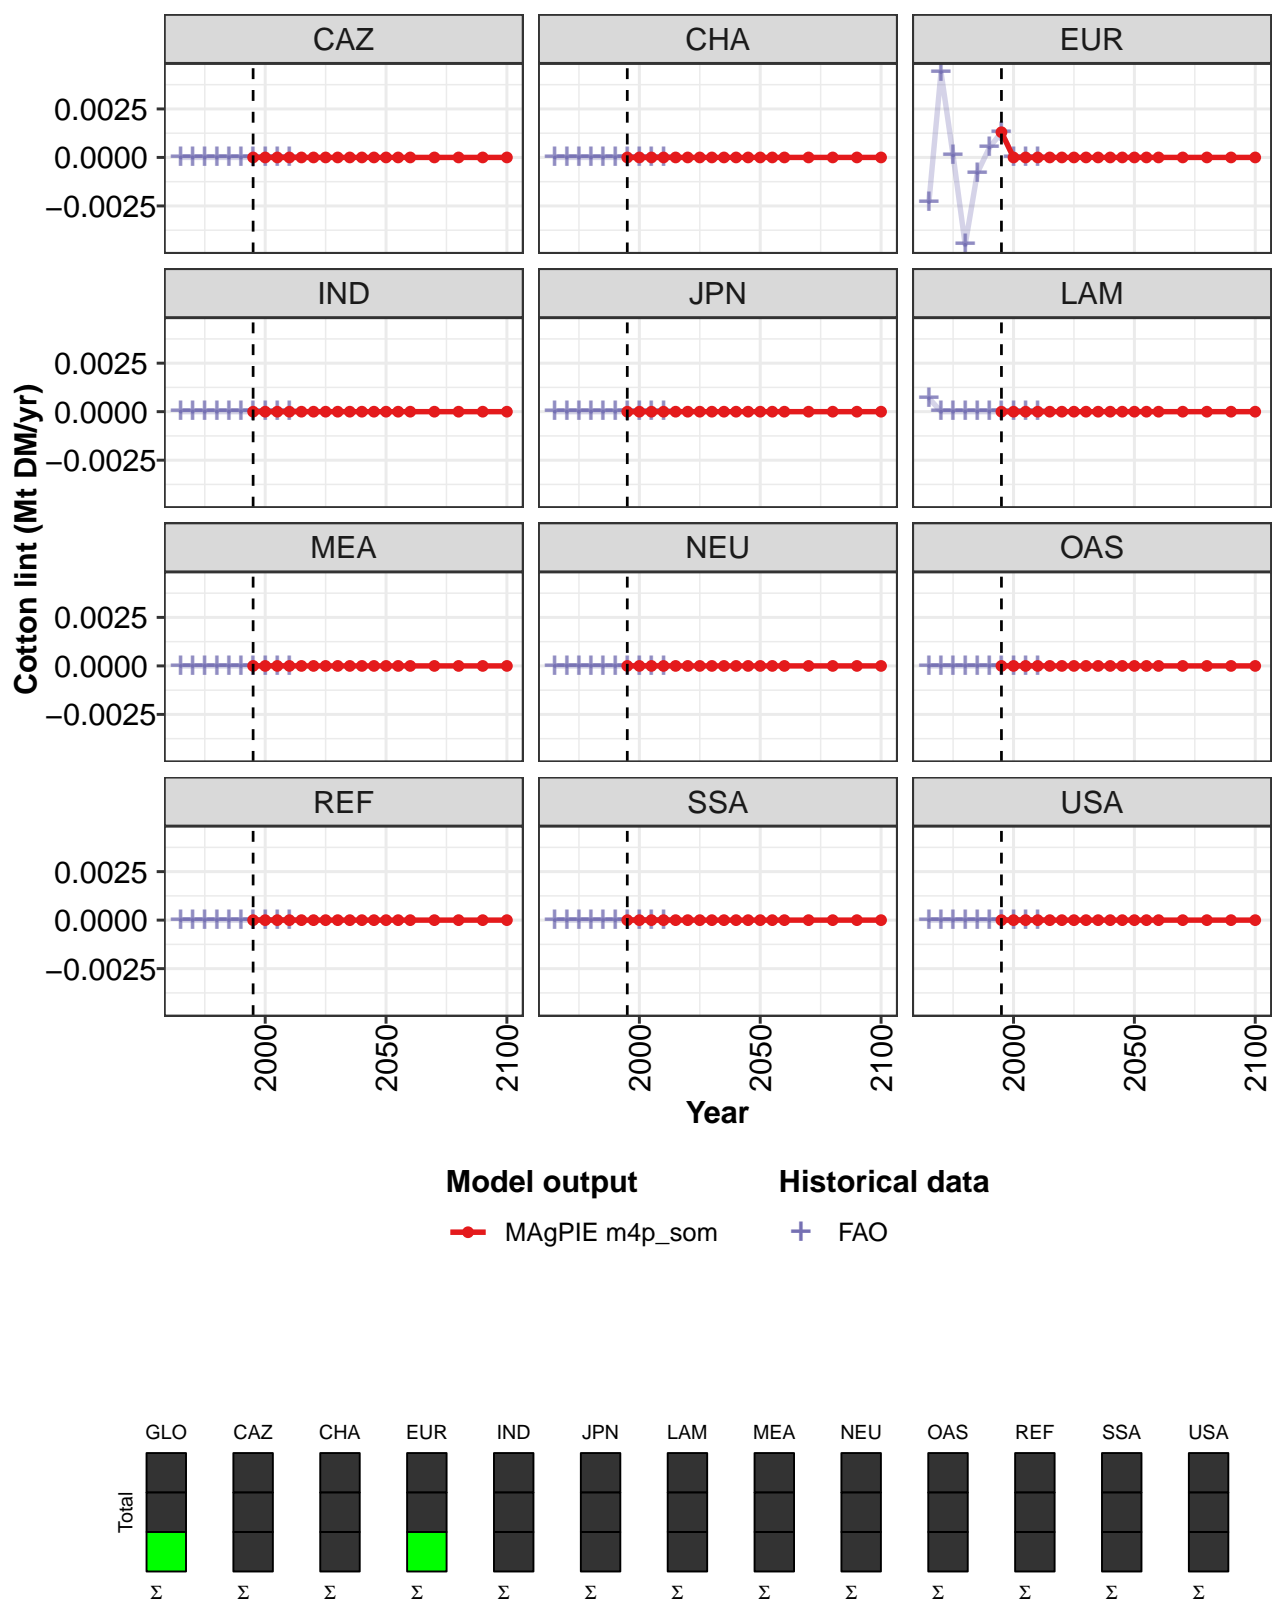 CAZ CHA EUR
0.0025
0.0000
−0.0025
IND JPN LAM
0.0025
0.0000
−0.0025
MEA NEU OAS
0.0025
0.0000
−0.0025
REF SSA USA
0.0025
0.0000
−0.0025
Cotton lint (Mt DM/yr)
2000 2050 2100 2000 2050 2100 2000 2050 2100
Year
Model output Historical data
MAgPIE m4p_som FAO
GLO CAZ CHA EUR IND JPN LAM MEA NEU OAS REF SSA USA
Total
Σ Σ Σ Σ Σ Σ Σ Σ Σ Σ Σ Σ Σ